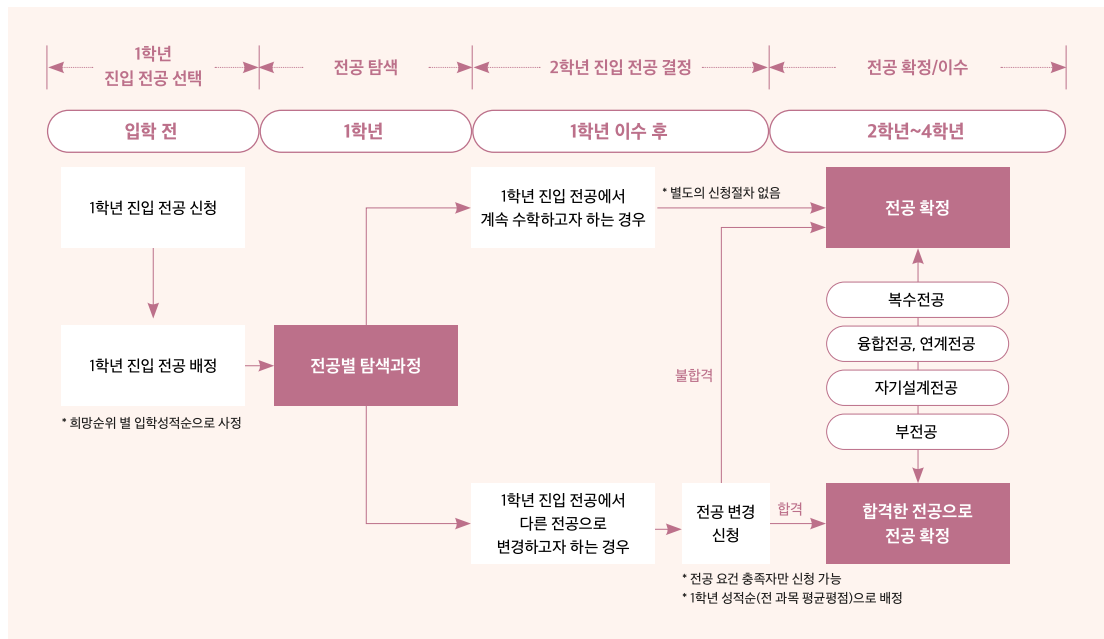 1학년
진입 전공 선택
전공 탐색
2학년 진입 전공 결정
전공 확정/이수
입학 전
1학년
1학년 이수 후
2학년~4학년
1학년 진입 전공 신청
1학년 진입 전공에서
계속 수학하고자 하는 경우
* 별도의 신청절차 없음
전공 확정
복수전공
융합전공, 연계전공
자기설계전공
부전공
1학년 진입 전공 배정
* 희망순위 별 입학성적순으로 사정
전공별 탐색과정
불합격
1학년 진입 전공에서
다른 전공으로
변경하고자 하는 경우
전공 변경
신청
합격
합격한 전공으로
전공 확정
* 전공 요건 충족자만 신청 가능
* 1학년 성적순(전 과목 평균평점)으로 배정